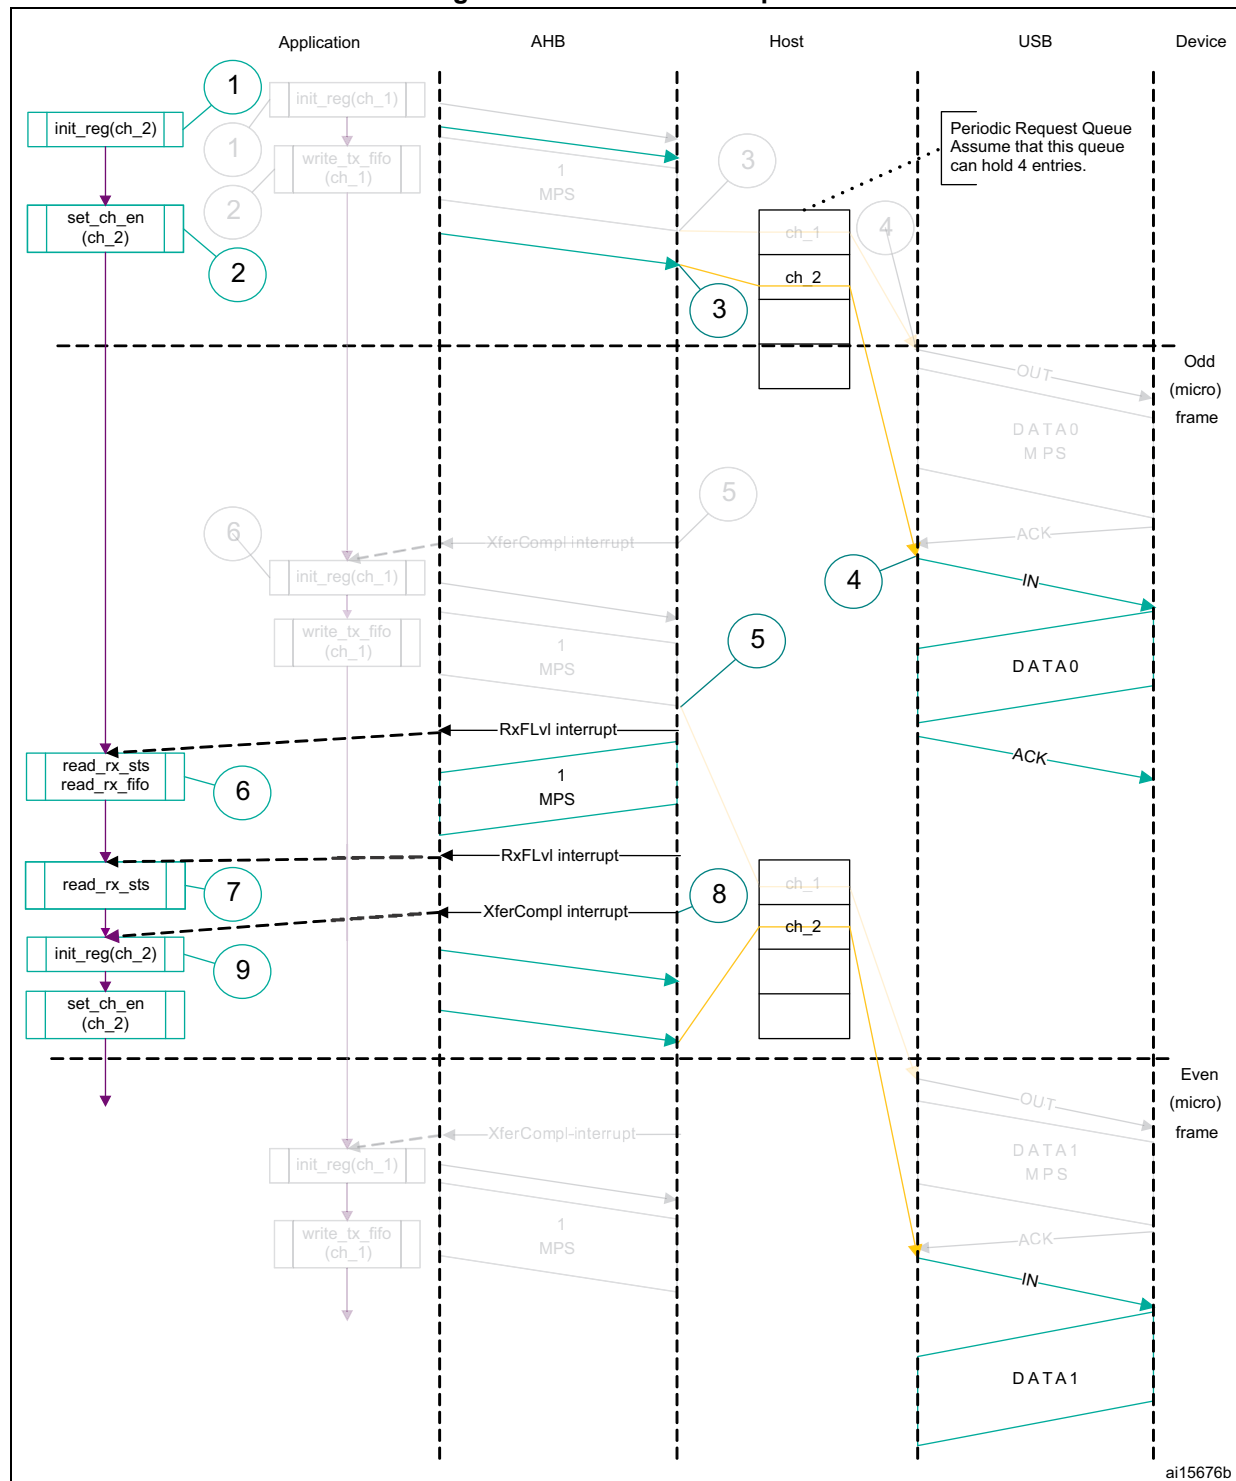 Application
AHB
Host
USB
Device
1
init_reg(ch_1)
init_reg(ch_2)
1
write_tx_fifo
(ch_1)
1
MPS
3
Periodic Request Queue
Assume that this queue
can hold 4 entries.
2
set_ch_en
(ch_2)
2
ch_1
4
ch_2
3
Odd
(micro)
frame
OUT
DATA0
MPS
5
6
XferCompl interrupt
ACK
init_reg(ch_1)
4
IN
write_tx_fifo
(ch_1)
1
MPS
5
DATA0
RxFLvl interrupt
ACK
read_rx_sts
read_rx_fifo
6
1
MPS
RxFLvl interrupt
read_rx_sts
7
ch_1
8
XferCompl interrupt
ch_2
init_reg(ch_2)
9
set_ch_en
(ch_2)
Even
(micro)
frame
OUT
XferCompl-interrupt
init_reg(ch_1)
DATA1
MPS
write_tx_fifo
(ch_1)
1
MPS
ACK
IN
DATA1
ai15676b